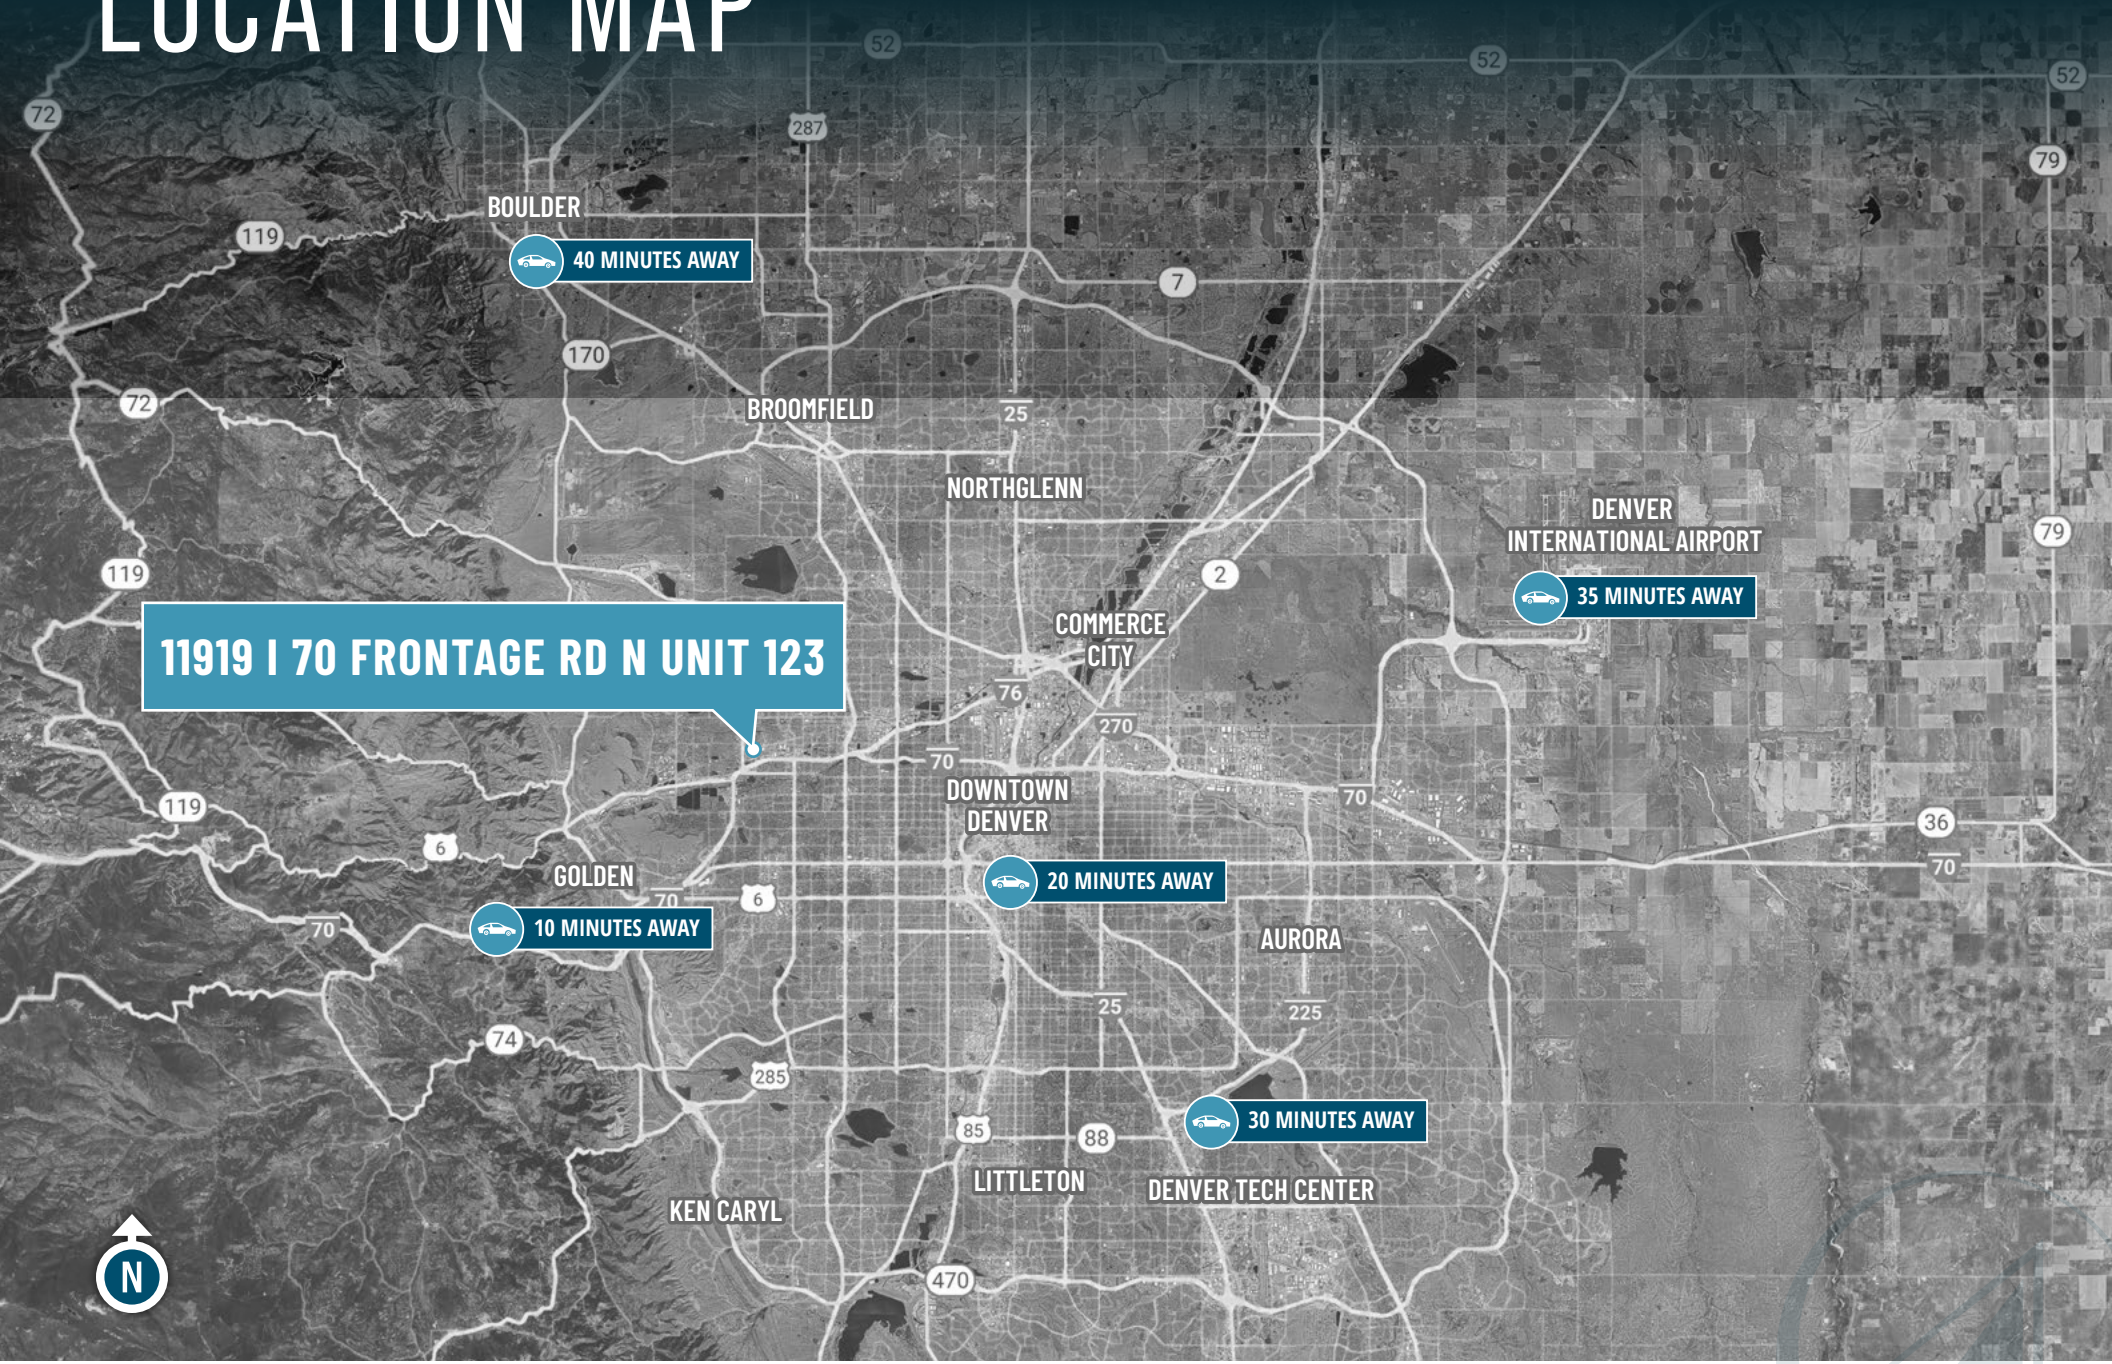 LOCATION MAP
52
52
52
72
287
79
BOULDER
119
40 MINUTES AWAY
7
170
72
BROOMFIELD
25
NORTHGLENN
DENVER
INTERNATIONAL AIRPORT
79
119
2
35 MINUTES AWAY
COMMERCE
CITY
11919 I 70 FRONTAGE RD N UNIT 123
76
270
70
DOWNTOWN
DENVER
70
119
36
6
70
GOLDEN
20 MINUTES AWAY
70
6
10 MINUTES AWAY
70
AURORA
25
225
74
285
30 MINUTES AWAY
85
88
LITTLETON
DENVER TECH CENTER
KEN CARYL
N
470